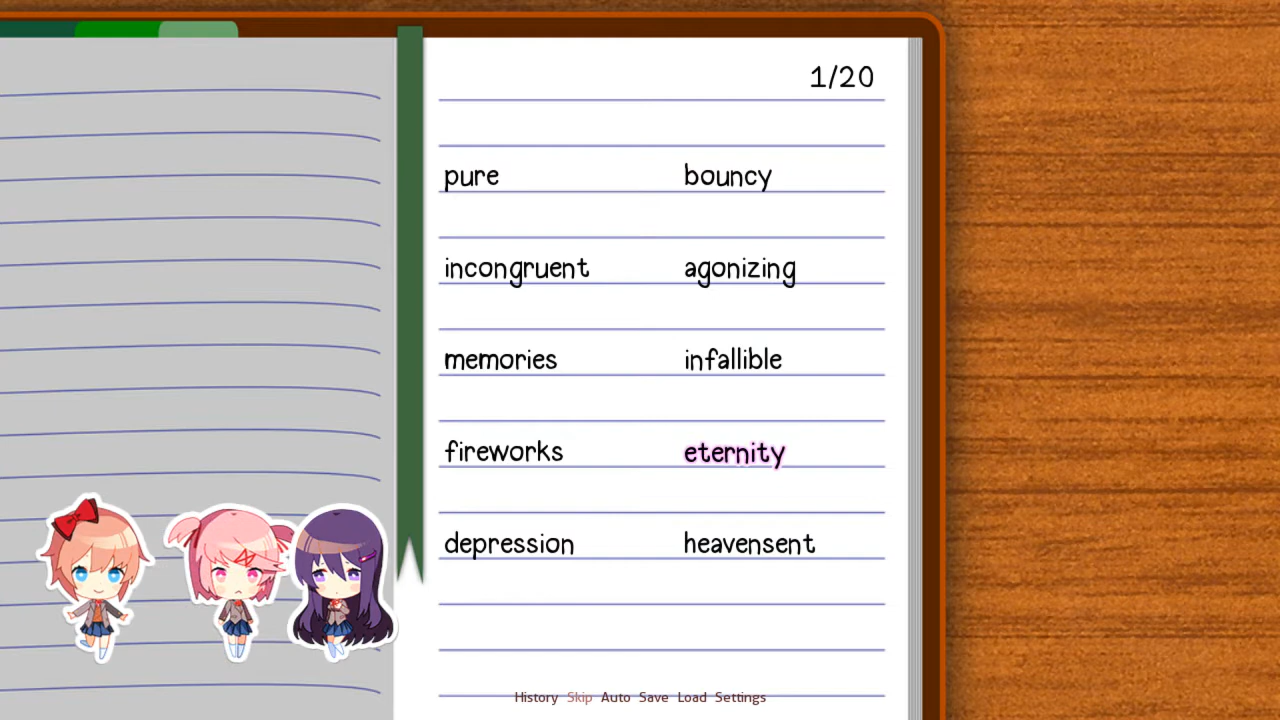 1/20
pure bouncy
incongruent agonizing
memories infallible
fireworks eternity
depression heavensent
History Skip Auto Save Load Settings